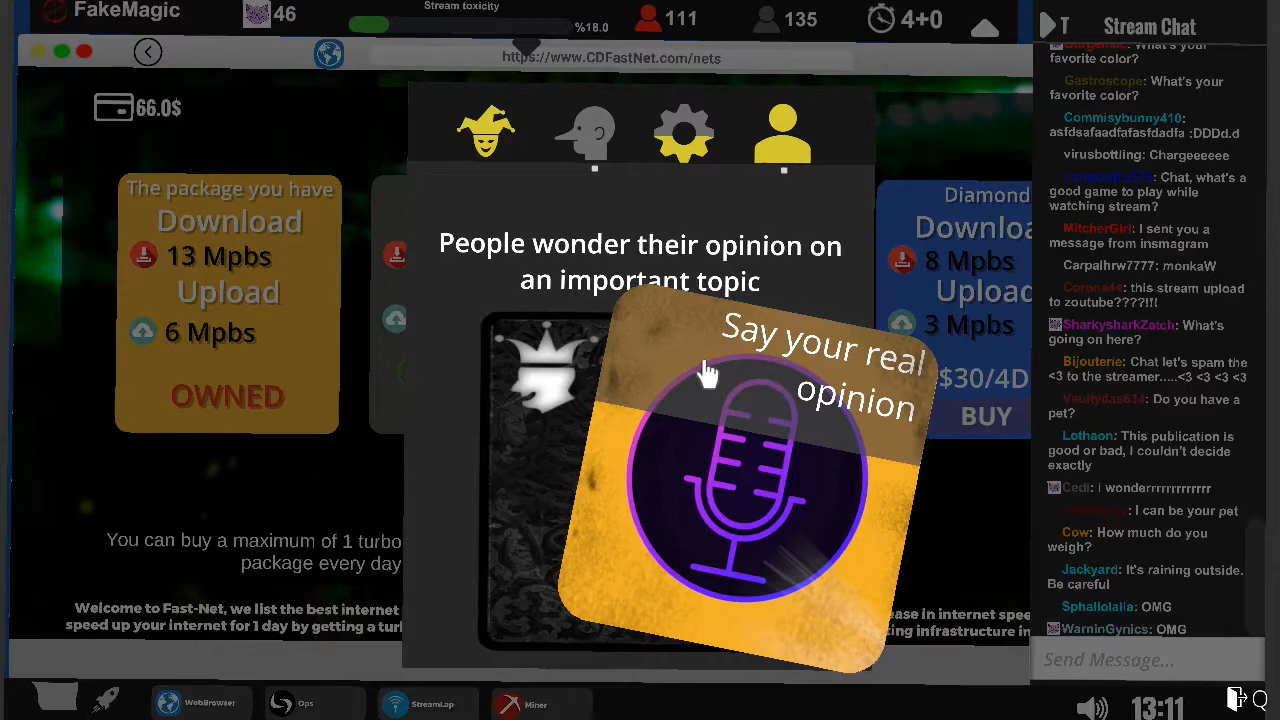 FakeMagic
46
Stream toxicity
%18.0
111
135
4+0
T
Stream Chat
https://www.CDFastNet.com/nets
66.0$
The package you have
Download
13 Mpbs
Upload
6 Mpbs
OWNED
People wonder their opinion on
an important topic
Say your real
opinion
Diamond
Downloa
8 Mpbs
Upload
3 Mpbs
$30/4D
BUY
You can buy a maximum of 1 turbo
package every day
Welcome to Fast-Net, we list the best internet
speed up your internet for 1 day by getting a tur
ease in internet spee
cing infrastructure in
What's your
favorite color?
Gastroscope: What's your
favorite color?
Commisybunny410:
asfdsafaadfafasfdadfa :DDDd.d
virusbottling: Chargeeeeee
Chat, what's a
good game to play while
watching stream?
MitcherGirl: I sent you a
message from insmagram
Carpalhrw7777: monkaW
Corona44: this stream upload
to zoutube????!!!
SharkysharkZatch: What's
going on here?
Bijouterie: Chat let's spam the
<3 to the streamer.....<3 <3 <3 <3
Vaultydas634: Do you have a
pet?
Lothaon: This publication is
good or bad, I couldn't decide
exactly
Cedi: i wonderrrrrrrrrrr
I can be your pet
Cow: How much do you
weigh?
Jackyard: It's raining outside.
Be careful
Sphallolalia: OMG
WarninGynics: OMG
Send Message...
WebBrowser
Ops
StreamLap
Miner
13:11
Q